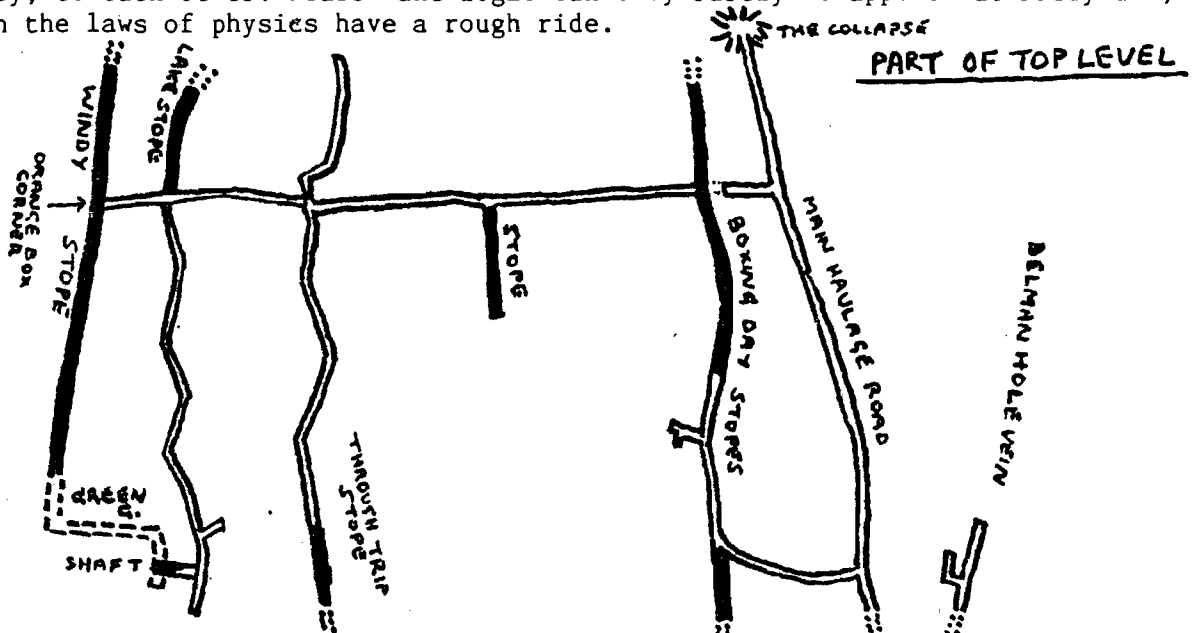 the laws of physics have a rough ride.
THE COLLAPSE
PART OF TOP LEVEL
WINDY
STOPE
LAKE STOPE
ORANGE BOX
CORNER
STOPE
BOXING DAY STOPES
MAIN HAULAGE ROAD
BELMAN HOLE VEIN
THROUGH TRIP
STOPE
GREEN
SHAFT